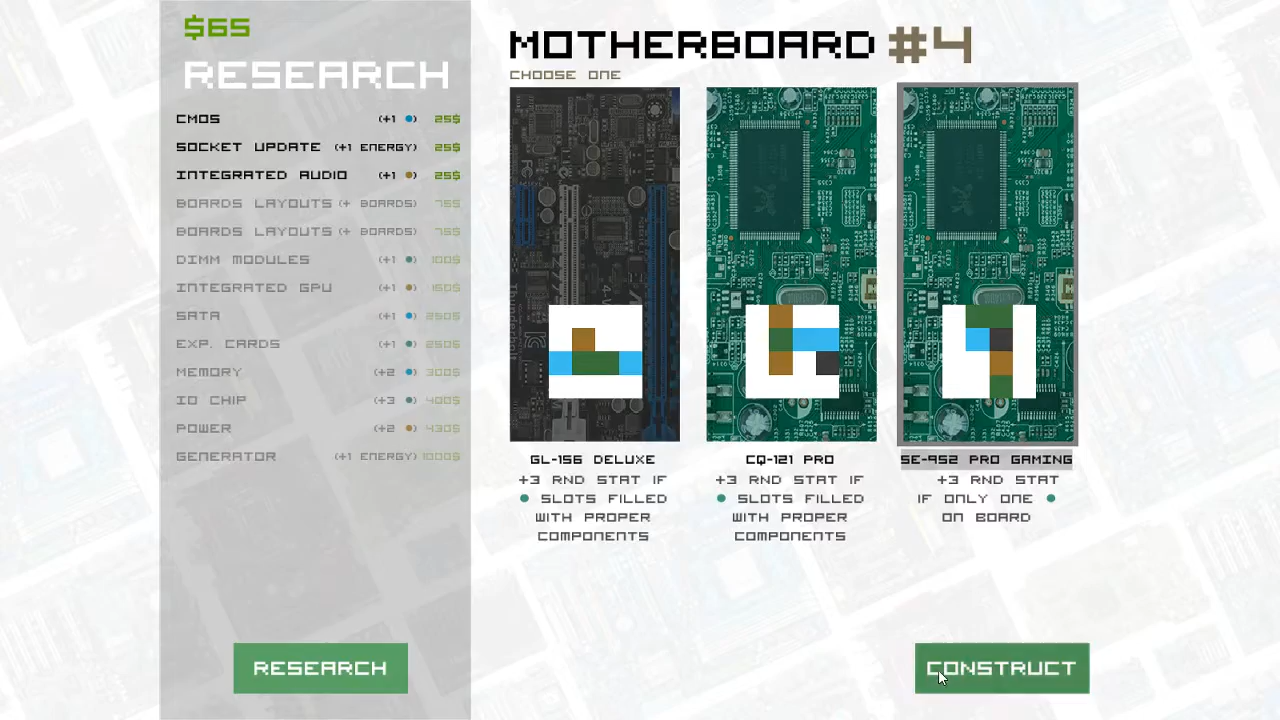 $65
RESEARCH
CMOS (+1 ) 25$
SOCKET UPDATE (+1 ENERGY) 25$
INTEGRATED AUDIO (+1 ) 25$
BOARDS LAYOUTS (+ BOARDS) 75$
BOARDS LAYOUTS (+ BOARDS) 75$
DIMM MODULES (+1 ) 100$
INTEGRATED GPU (+1 ) 150$
SATA (+1 ) 250$
EXP. CARDS (+1 ) 250$
MEMORY (+2 ) 300$
IO CHIP (+3 ) 400$
POWER (+2 ) 430$
GENERATOR (+1 ENERGY) 1000$
RESEARCH
MOTHERBOARD #4
CHOOSE ONE
GL-156 DELUXE
+3 RND STAT IF
SLOTS FILLED
WITH PROPER
COMPONENTS
CQ-121 PRO
+3 RND STAT IF
SLOTS FILLED
WITH PROPER
COMPONENTS
SE-952 PRO GAMING
+3 RND STAT
IF ONLY ONE
ON BOARD
CONSTRUCT